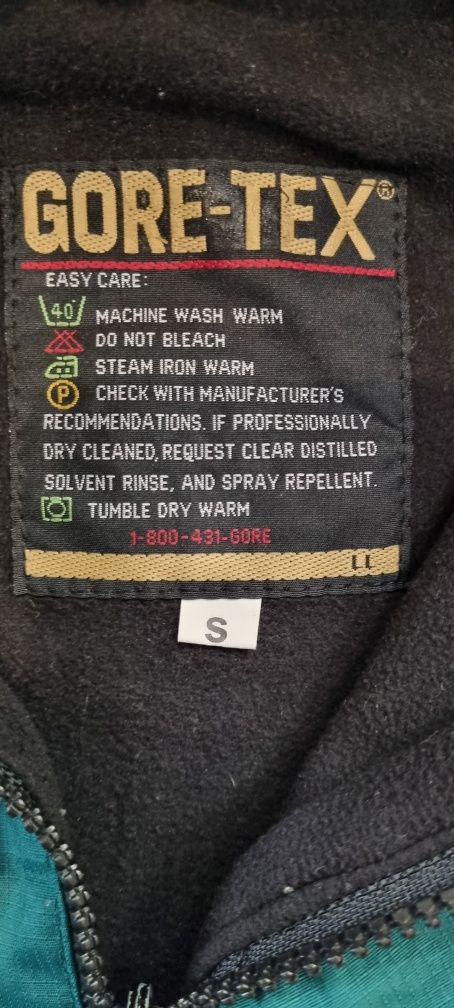 GORE-TEX®
EASY CARE:
40° MACHINE WASH WARM
DO NOT BLEACH
STEAM IRON WARM
P CHECK WITH MANUFACTURER'S
RECOMMENDATIONS. IF PROFESSIONALLY
DRY CLEANED, REQUEST CLEAR DISTILLED
SOLVENT RINSE, AND SPRAY REPELLENT.
TUMBLE DRY WARM
1-800-431-GORE
LL
S